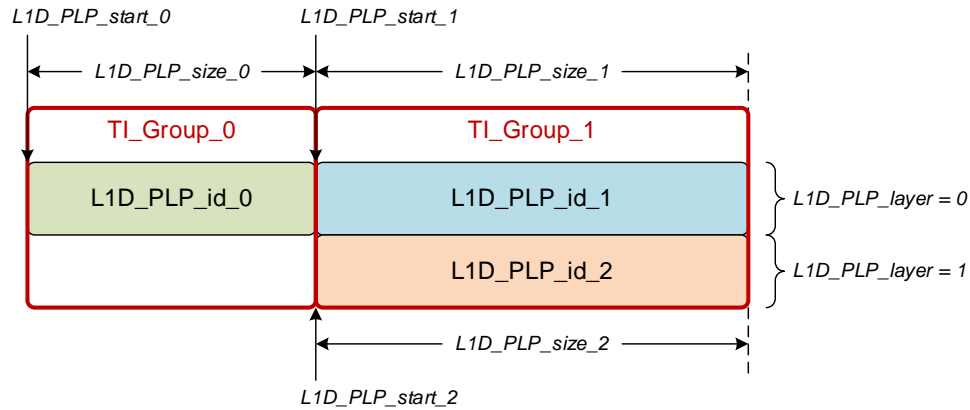 L1D_PLP_start_0
L1D_PLP_start_1
L1D_PLP_size_0
L1D_PLP_size_1
TI_Group_0
TI_Group_1
L1D_PLP_id_0
L1D_PLP_id_1
L1D_PLP_layer = 0
L1D_PLP_id_2
L1D_PLP_layer = 1
L1D_PLP_size_2
L1D_PLP_start_2